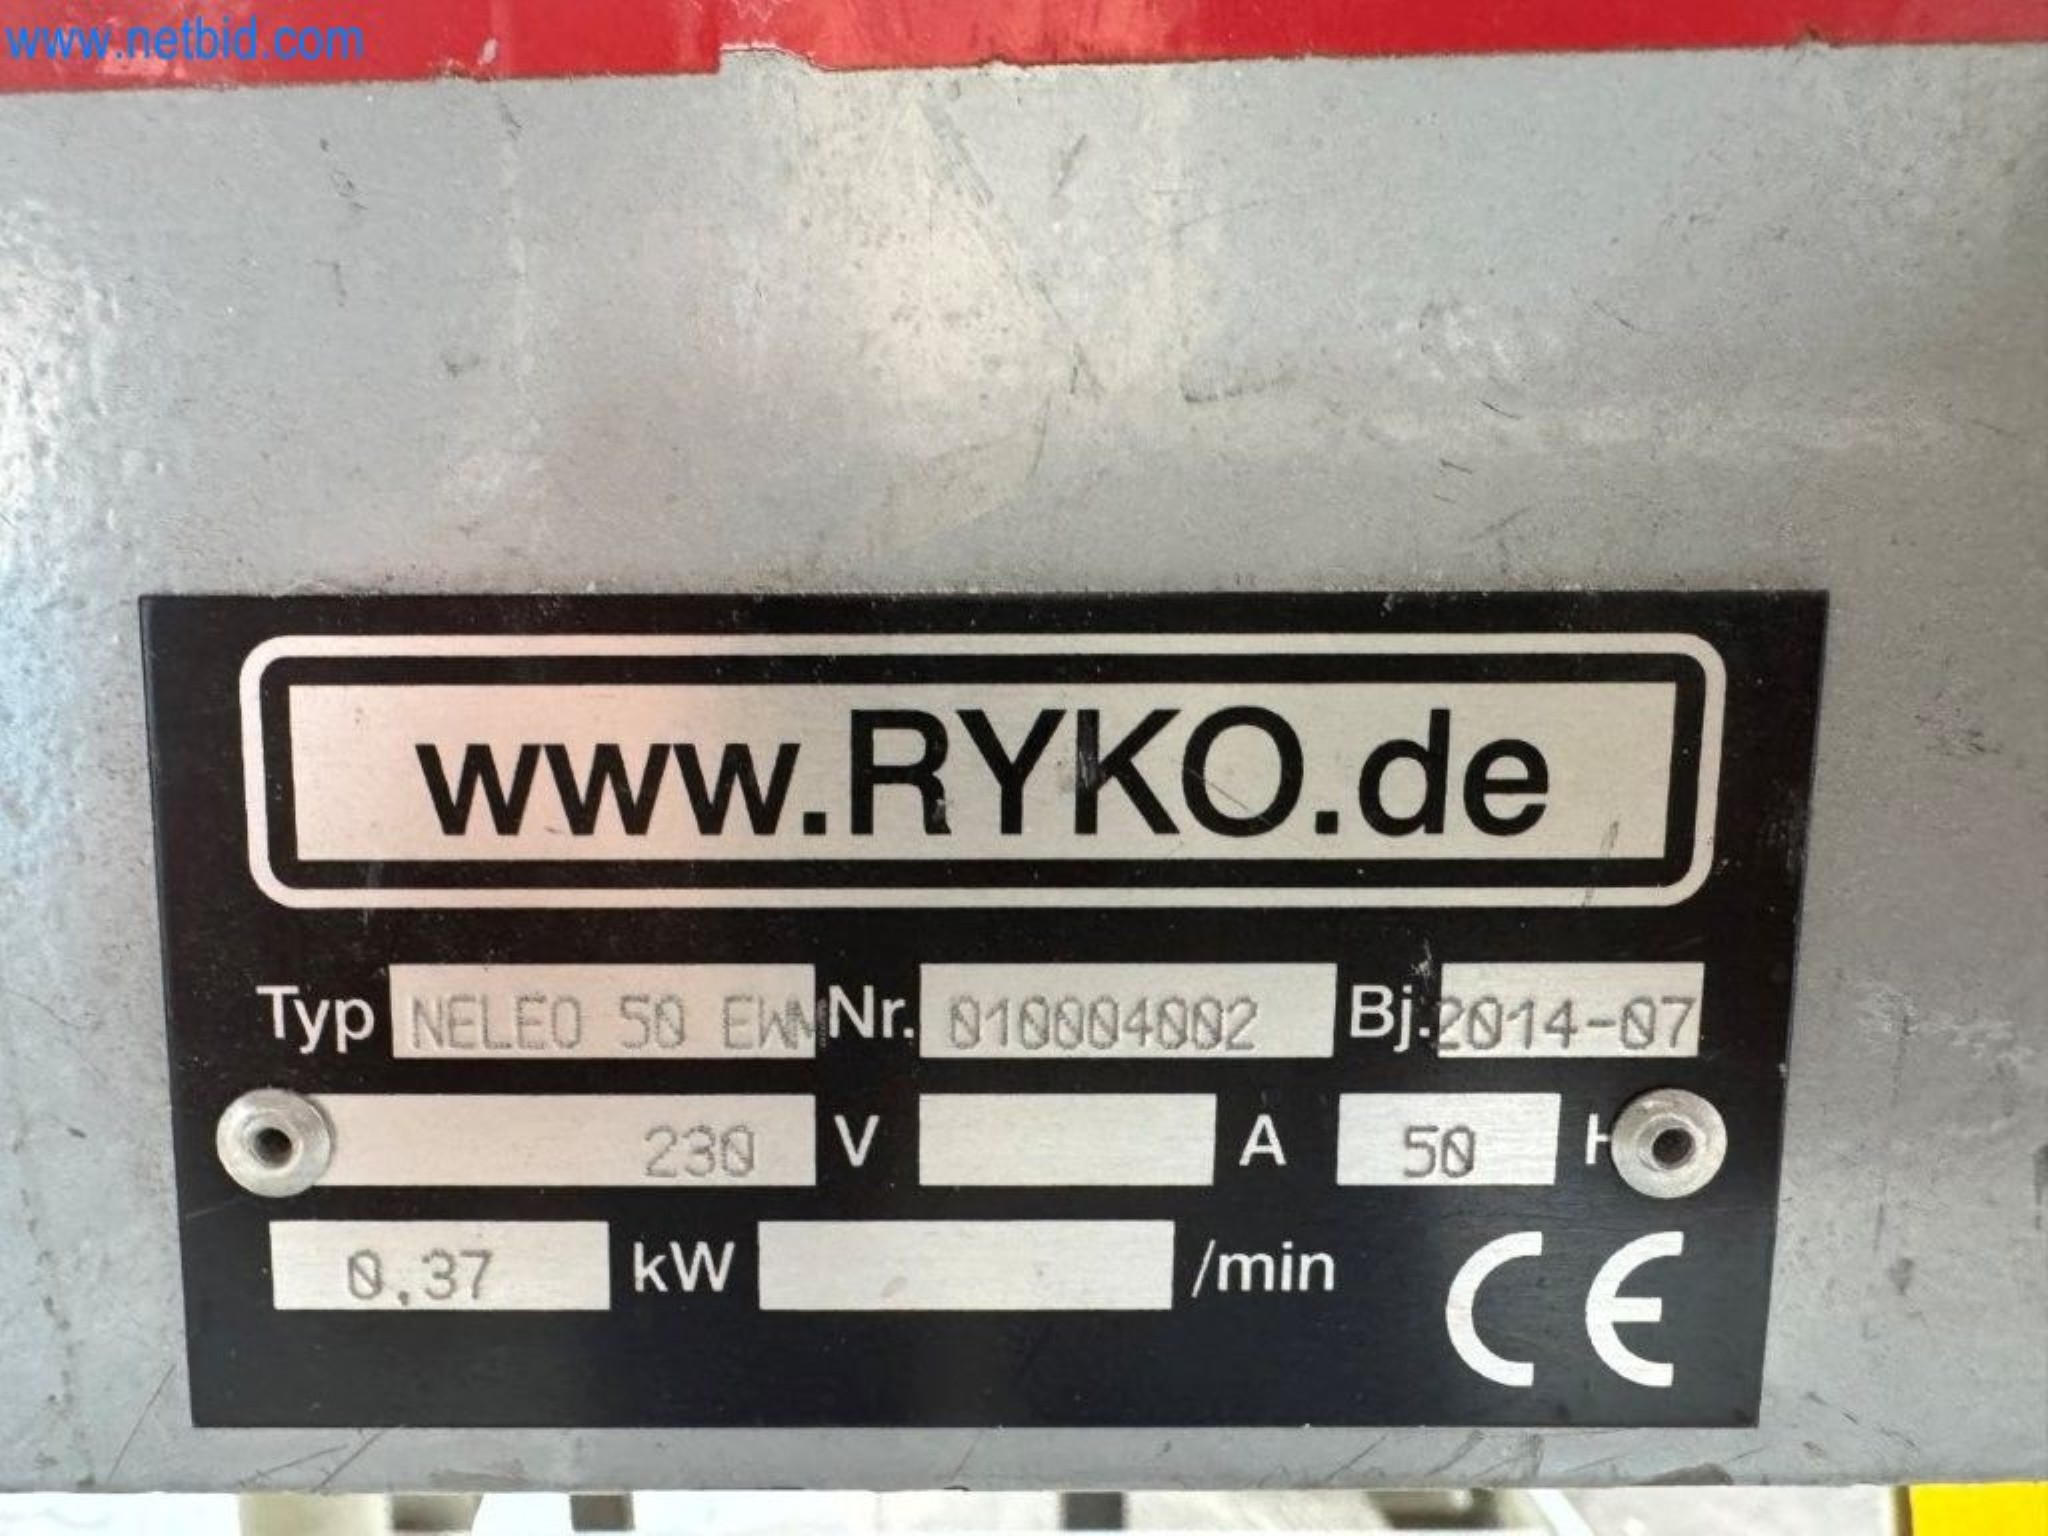 www.netbid.com
www.RYKO.de
Typ NELEO 50 EWM Nr. 010004002 Bj. 2014-07
230 V A 50 H
0.37 kW /min CE